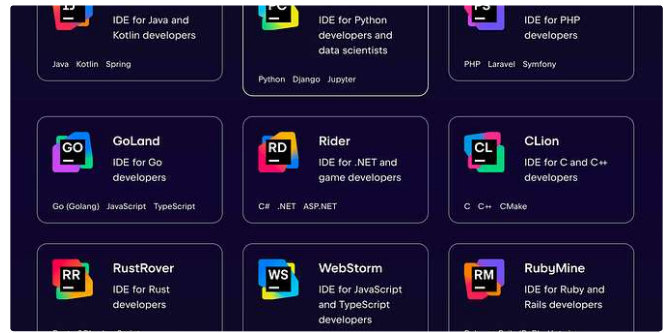 IJ
IDE for Java and
Kotlin developers
Java Kotlin Spring
PC
IDE for Python
developers and
data scientists
Python Django Jupyter
PS
IDE for PHP
developers
PHP Laravel Symfony
GO
GoLand
IDE for Go
developers
Go (Golang) JavaScript TypeScript
RD
Rider
IDE for .NET and
game developers
C# .NET ASP.NET
CL
CLion
IDE for C and C++
developers
C C++ CMake
RR
RustRover
IDE for Rust
developers
WS
WebStorm
IDE for JavaScript
and TypeScript
developers
RM
RubyMine
IDE for Ruby and
Rails developers